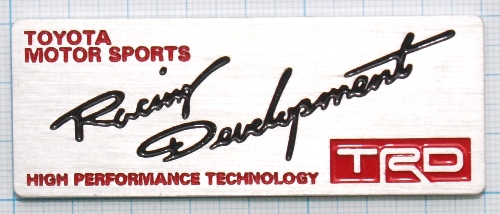 TOYOTA
MOTOR SPORTS
Racing
Development
HIGH PERFORMANCE TECHNOLOGY
TRD